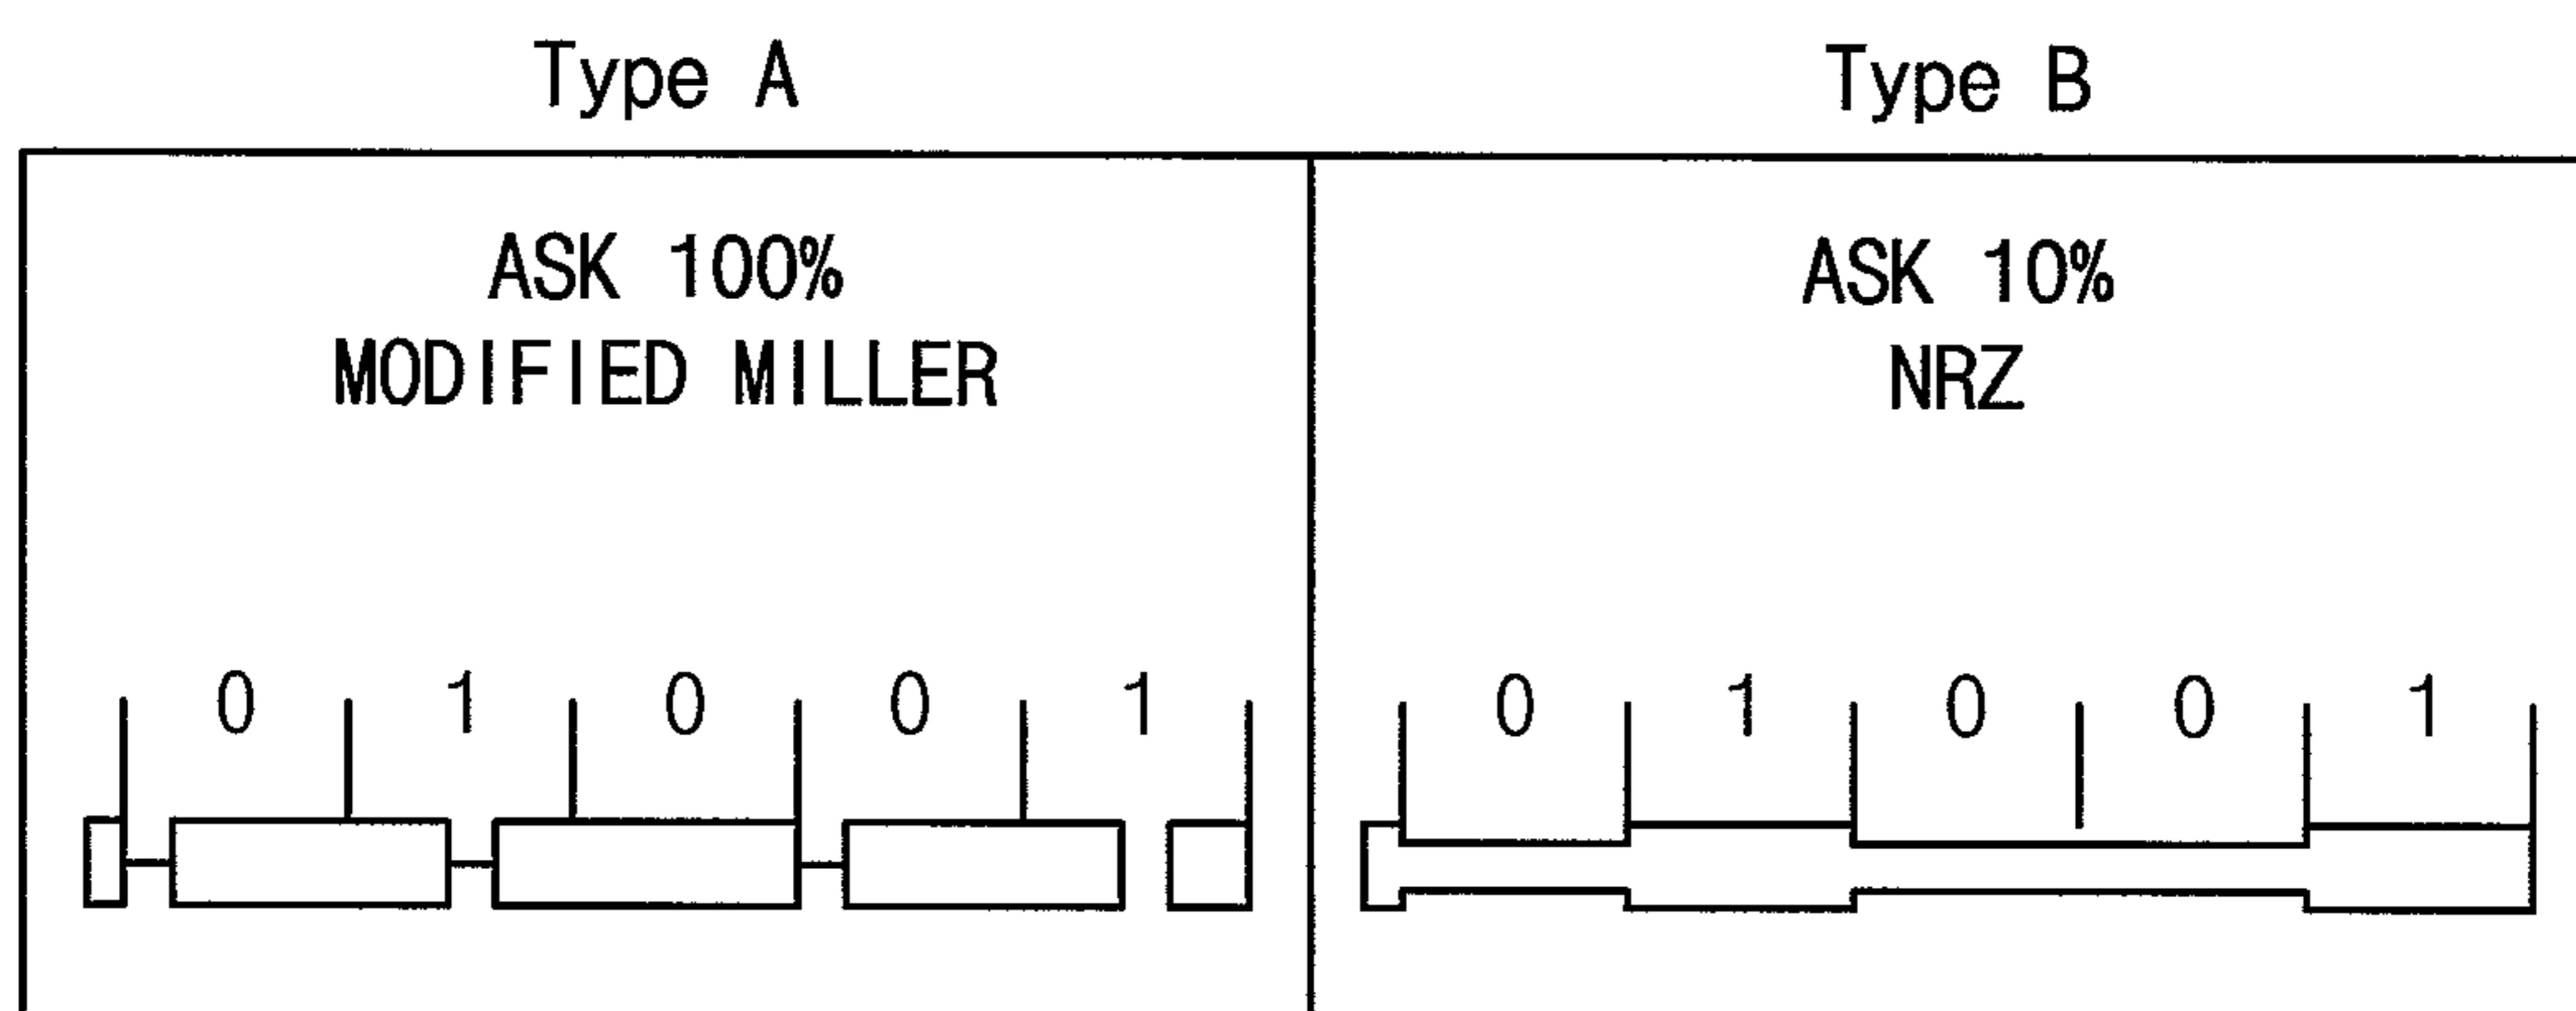 Type A
Type B
ASK 100%
MODIFIED MILLER
ASK 10%
NRZ
0 1 0 0 1
0 1 0 0 1